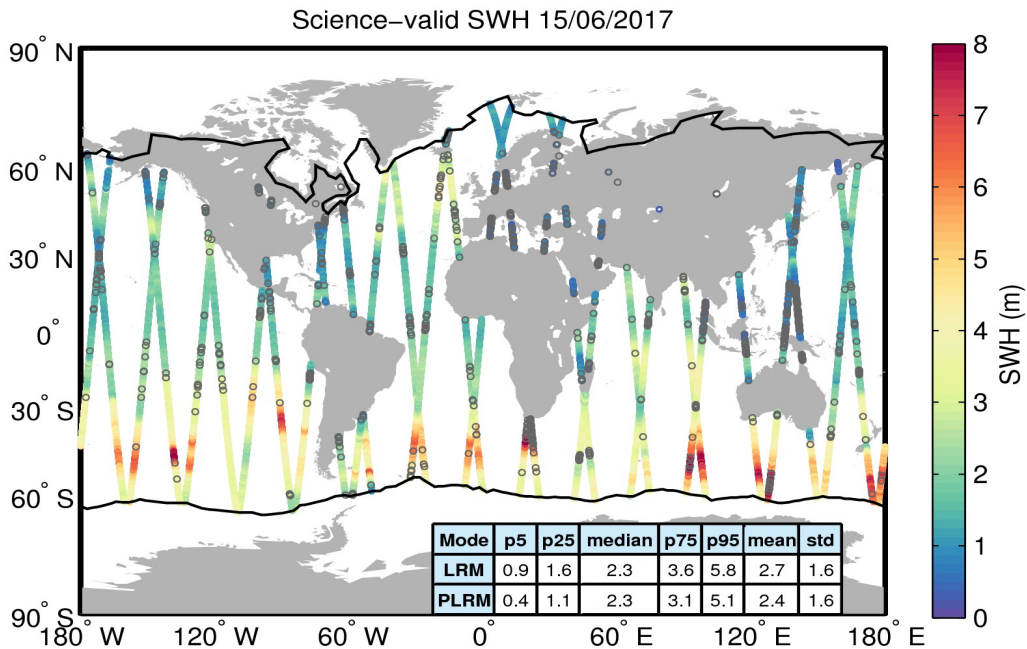 Science−valid SWH 15/06/2017
90° N
60° N
30° N
0°
30° S
60° S
90° S
180° W
120° W
60° W
0°
60° E
120° E
180° E
8
7
6
5
4
3
2
1
0
SWH (m)
Mode p5 p25 median p75 p95 mean std
LRM 0.9 1.6 2.3 3.6 5.8 2.7 1.6
PLRM 0.4 1.1 2.3 3.1 5.1 2.4 1.6